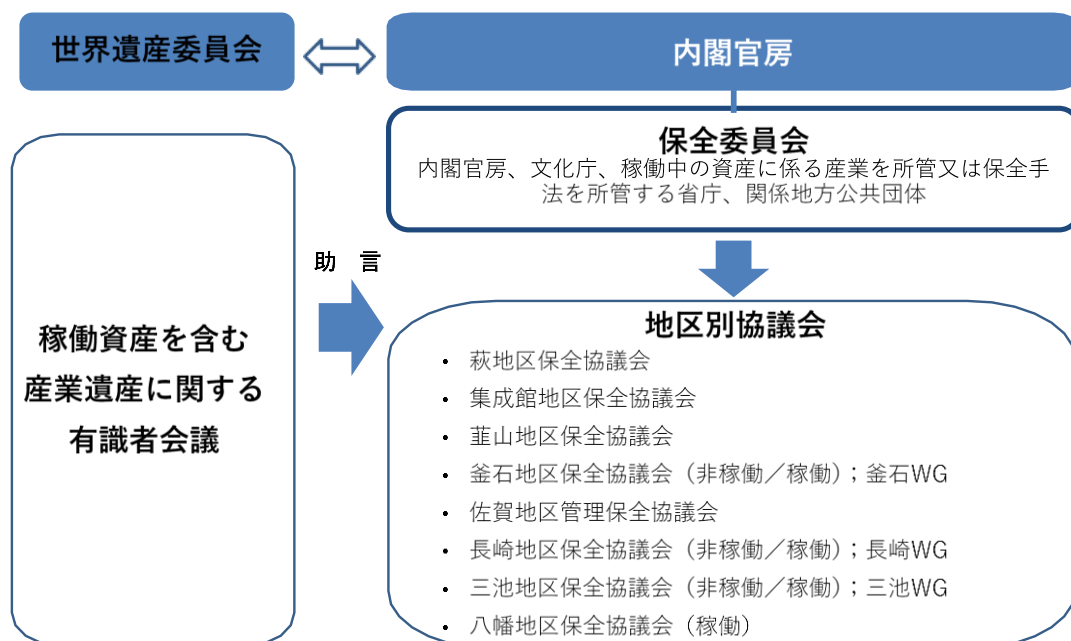 世界遺産委員会
内閣官房
保全委員会
内閣官房、文化庁、稼働中の資産に係る産業を所管又は保全手
法を所管する省庁、関係地方公共団体
助　言
稼働資産を含む
産業遺産に関する
有識者会議
地区別協議会
• 萩地区保全協議会
• 集成館地区保全協議会
• 韮山地区保全協議会
• 釜石地区保全協議会（非稼働／稼働）；釜石WG
• 佐賀地区管理保全協議会
• 長崎地区保全協議会（非稼働／稼働）；長崎WG
• 三池地区保全協議会（非稼働／稼働）；三池WG
• 八幡地区保全協議会（稼働）